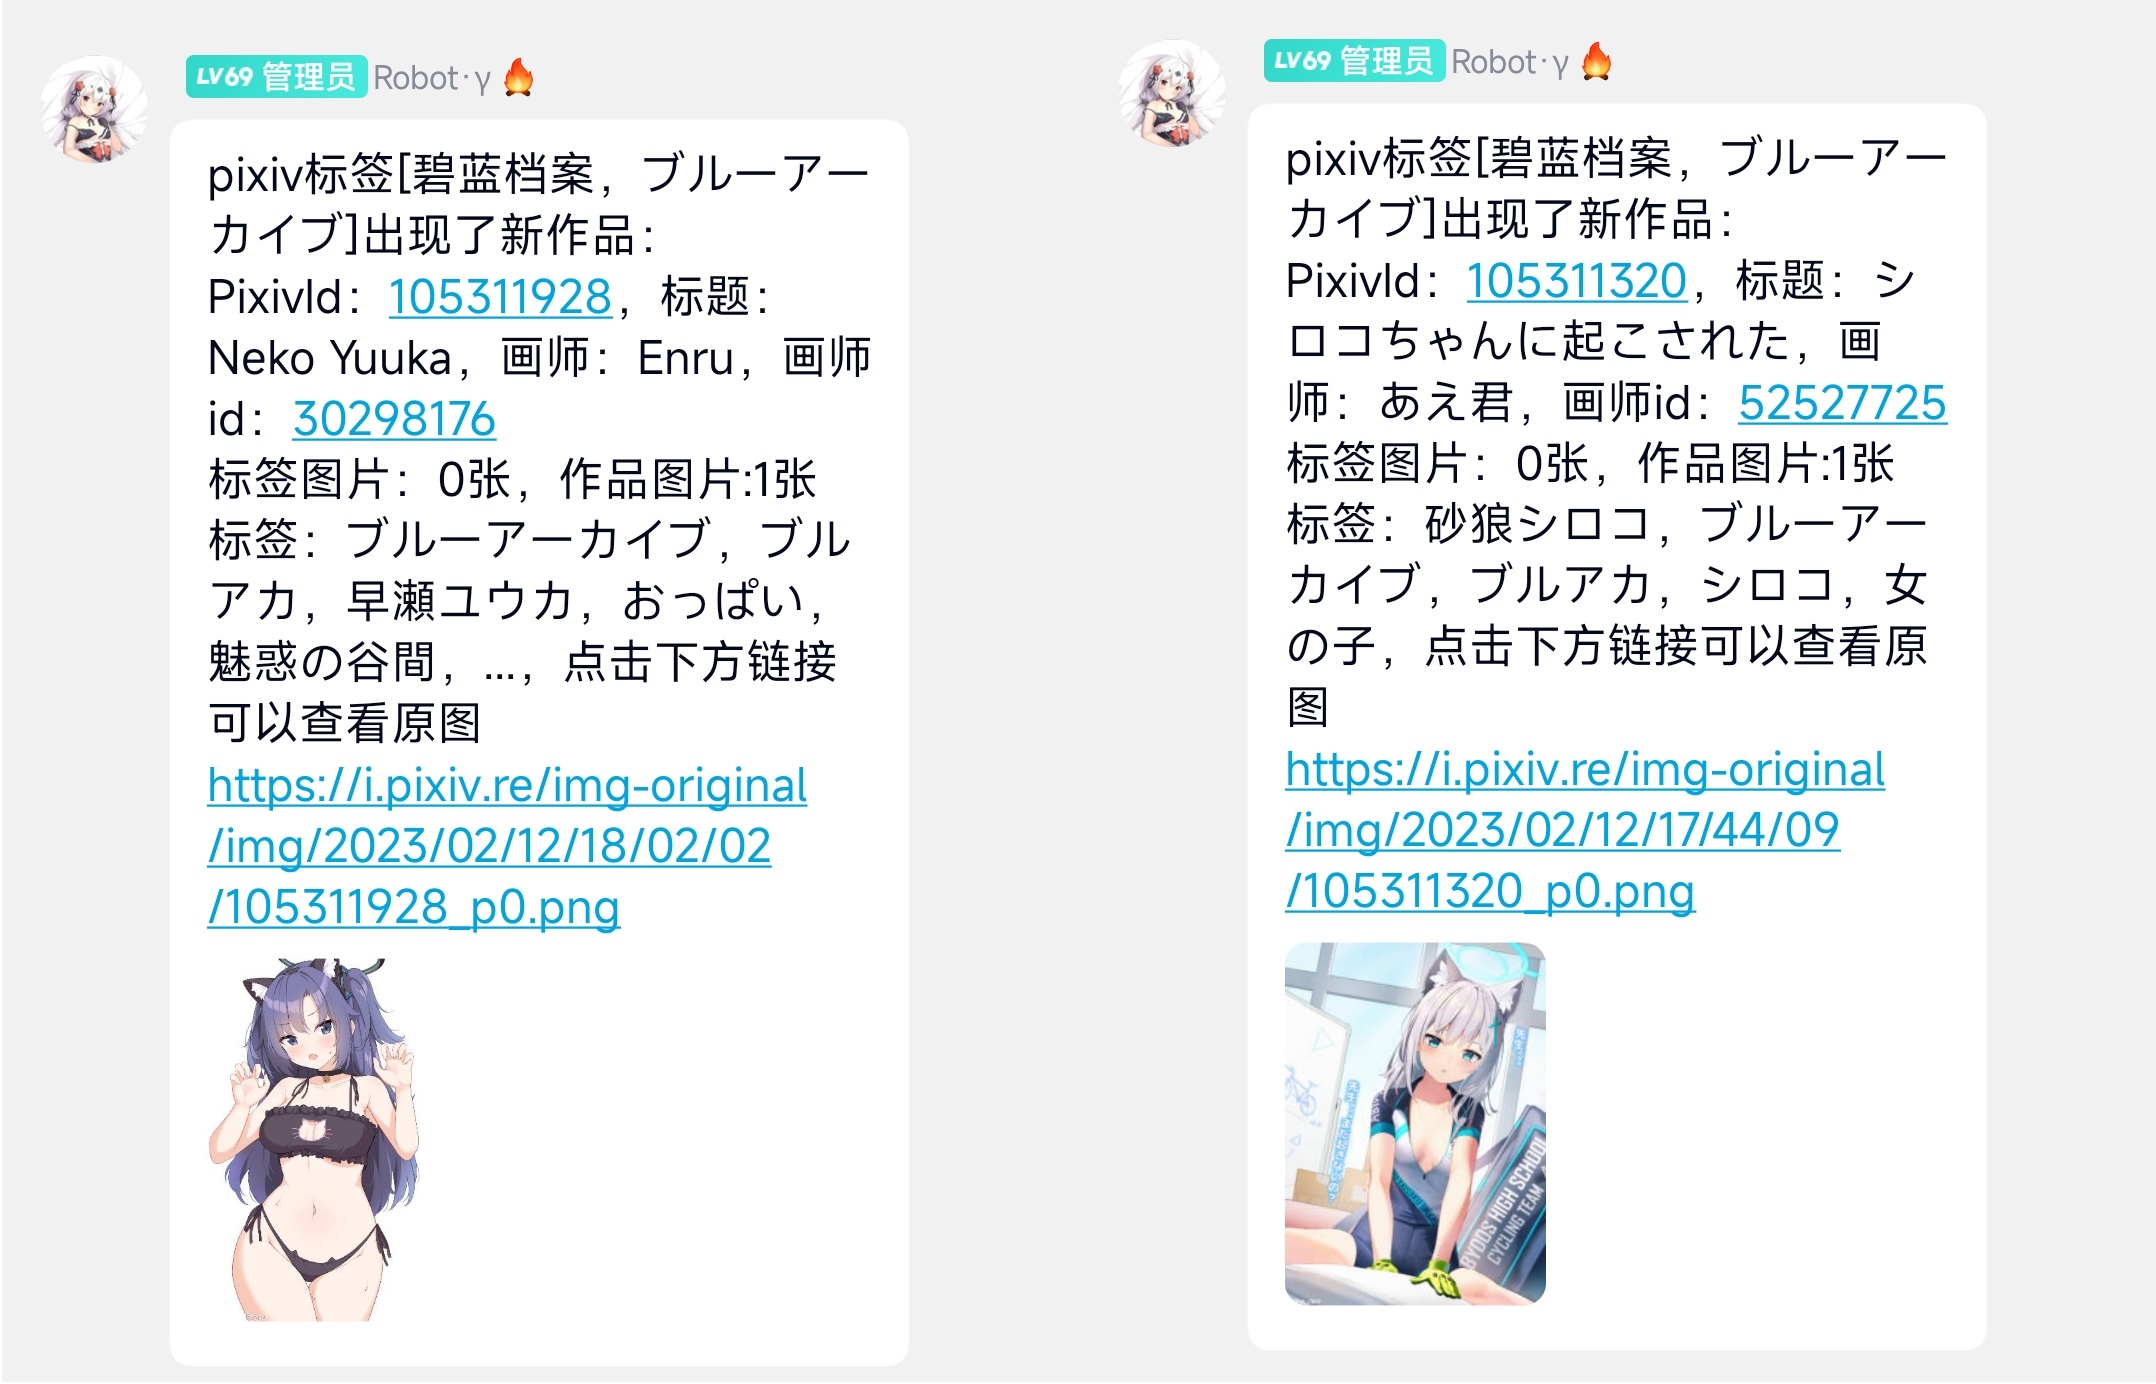 LV69 管理员 Robot·γ🔥
pixiv标签[碧蓝档案，ブルーアー
カイブ]出现了新作品：
PixivId：105311928，标题：
Neko Yuuka，画师：Enru，画师
id：30298176
标签图片：0张，作品图片:1张
标签：ブルーアーカイブ，ブル
アカ，早瀬ユウカ，おっぱい，
魅惑の谷間，...，点击下方链接
可以查看原图
https://i.pixiv.re/img-original
/img/2023/02/12/18/02/02
/105311928_p0.png
LV69 管理员 Robot·γ🔥
pixiv标签[碧蓝档案，ブルーアー
カイブ]出现了新作品：
PixivId：105311320，标题：シ
ロコちゃんに起こされた，画
师：あえ君，画师id：52527725
标签图片：0张，作品图片:1张
标签：砂狼シロコ，ブルーアー
カイブ，ブルアカ，シロコ，女
の子，点击下方链接可以查看原
图
https://i.pixiv.re/img-original
/img/2023/02/12/17/44/09
/105311320_p0.png
BYDOS HIGH SCHOOL
CYCLING TEAM